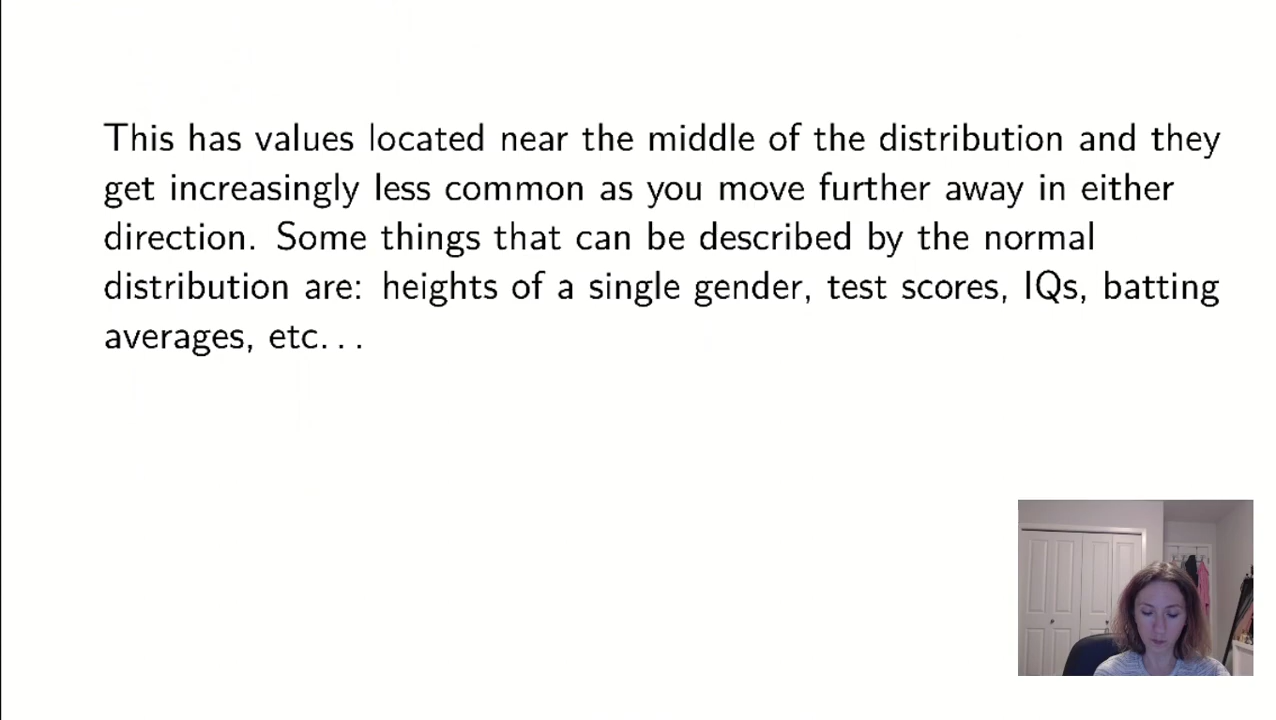 This has values located near the middle of the distribution and they
get increasingly less common as you move further away in either
direction. Some things that can be described by the normal
distribution are: heights of a single gender, test scores, IQs, batting
averages, etc...